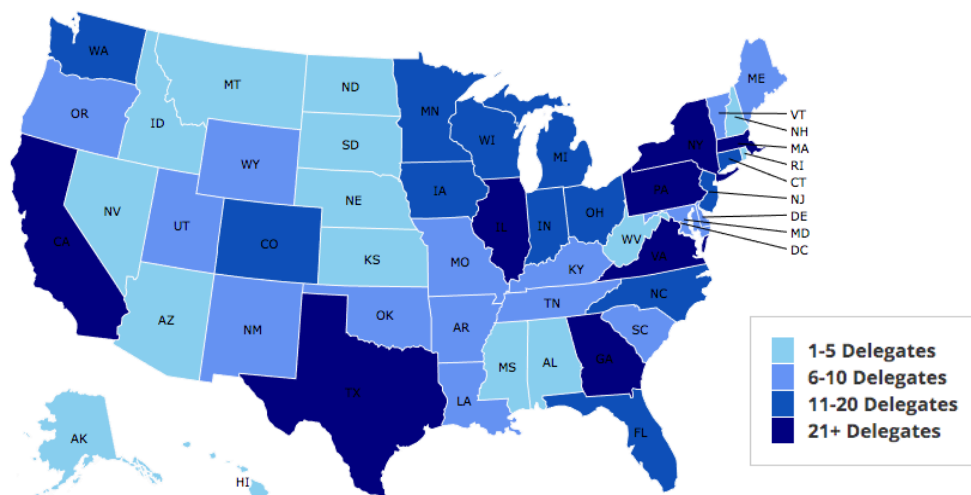 WA
MT
ND
MN
ME
OR
ID
SD
WI
MI
NY
VT
NH
MA
RI
CT
NJ
DE
MD
DC
WY
IA
PA
NE
NV
UT
CO
IL
IN
OH
WV
VA
CA
KS
MO
KY
NC
AZ
NM
OK
AR
TN
SC
MS
AL
GA
TX
LA
FL
AK
HI
1-5 Delegates
6-10 Delegates
11-20 Delegates
21+ Delegates